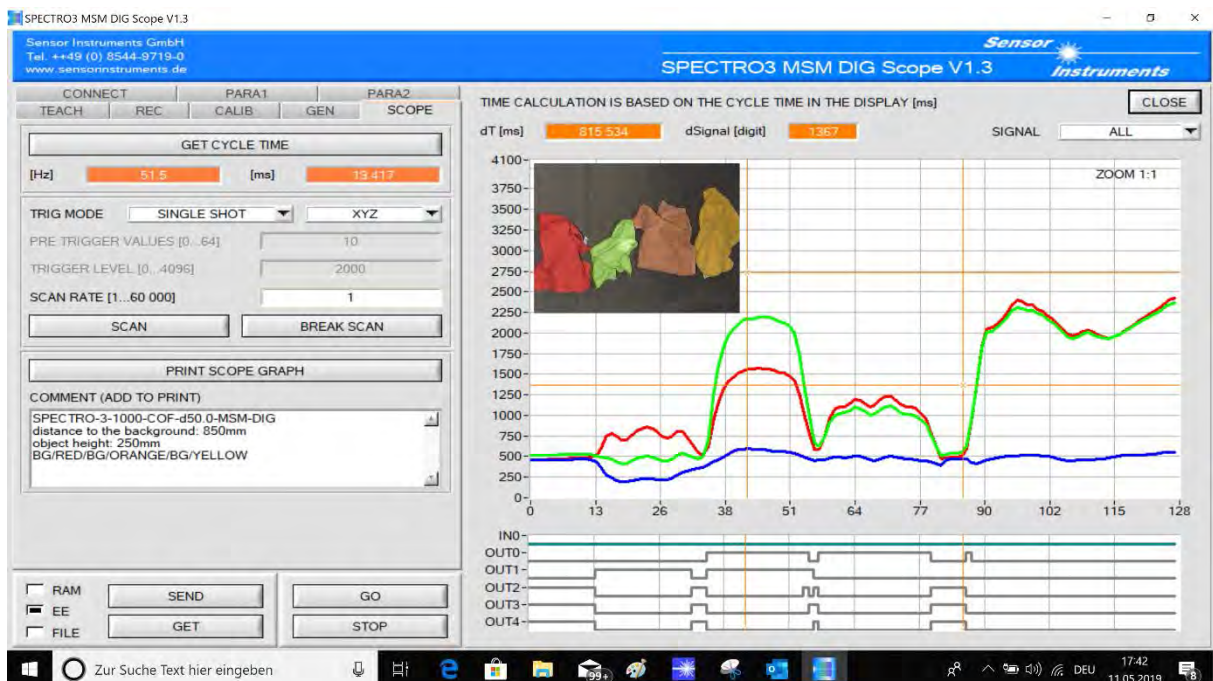 SPECTRO3 MSM DIG Scope V1.3
Sensor Instruments GmbH
Tel. ++49 (0) 8544-9719-0
www.sensorinstruments.de
SPECTRO3 MSM DIG Scope V1.3
Sensor
Instruments
CONNECT PARA1 PARA2
TEACH REC CALIB GEN SCOPE
GET CYCLE TIME
[Hz] 51.5 [ms] 19.417
TRIG MODE SINGLE SHOT XYZ
PRE TRIGGER VALUES [0...64] 10
TRIGGER LEVEL [0...4096] 2000
SCAN RATE [1...60 000] 1
SCAN BREAK SCAN
PRINT SCOPE GRAPH
COMMENT (ADD TO PRINT)
SPECTRO-3-1000-COF-d50.0-MSM-DIG
distance to the background: 850mm
object height: 250mm
BG/RED/BG/ORANGE/BG/YELLOW
RAM
EE
FILE
SEND GO
GET STOP
TIME CALCULATION IS BASED ON THE CYCLE TIME IN THE DISPLAY [ms]
CLOSE
dT [ms] 815.534 dSignal [digit] 1367 SIGNAL ALL
ZOOM 1:1
4100
3750
3500
3250
3000
2750
2500
2250
2000
1750
1500
1250
1000
750
500
250
0
0 13 26 38 51 64 77 90 102 115 128
IN0
OUT0
OUT1
OUT2
OUT3
OUT4
Zur Suche Text hier eingeben
99+
DEU
17:42
11.05.2019
8